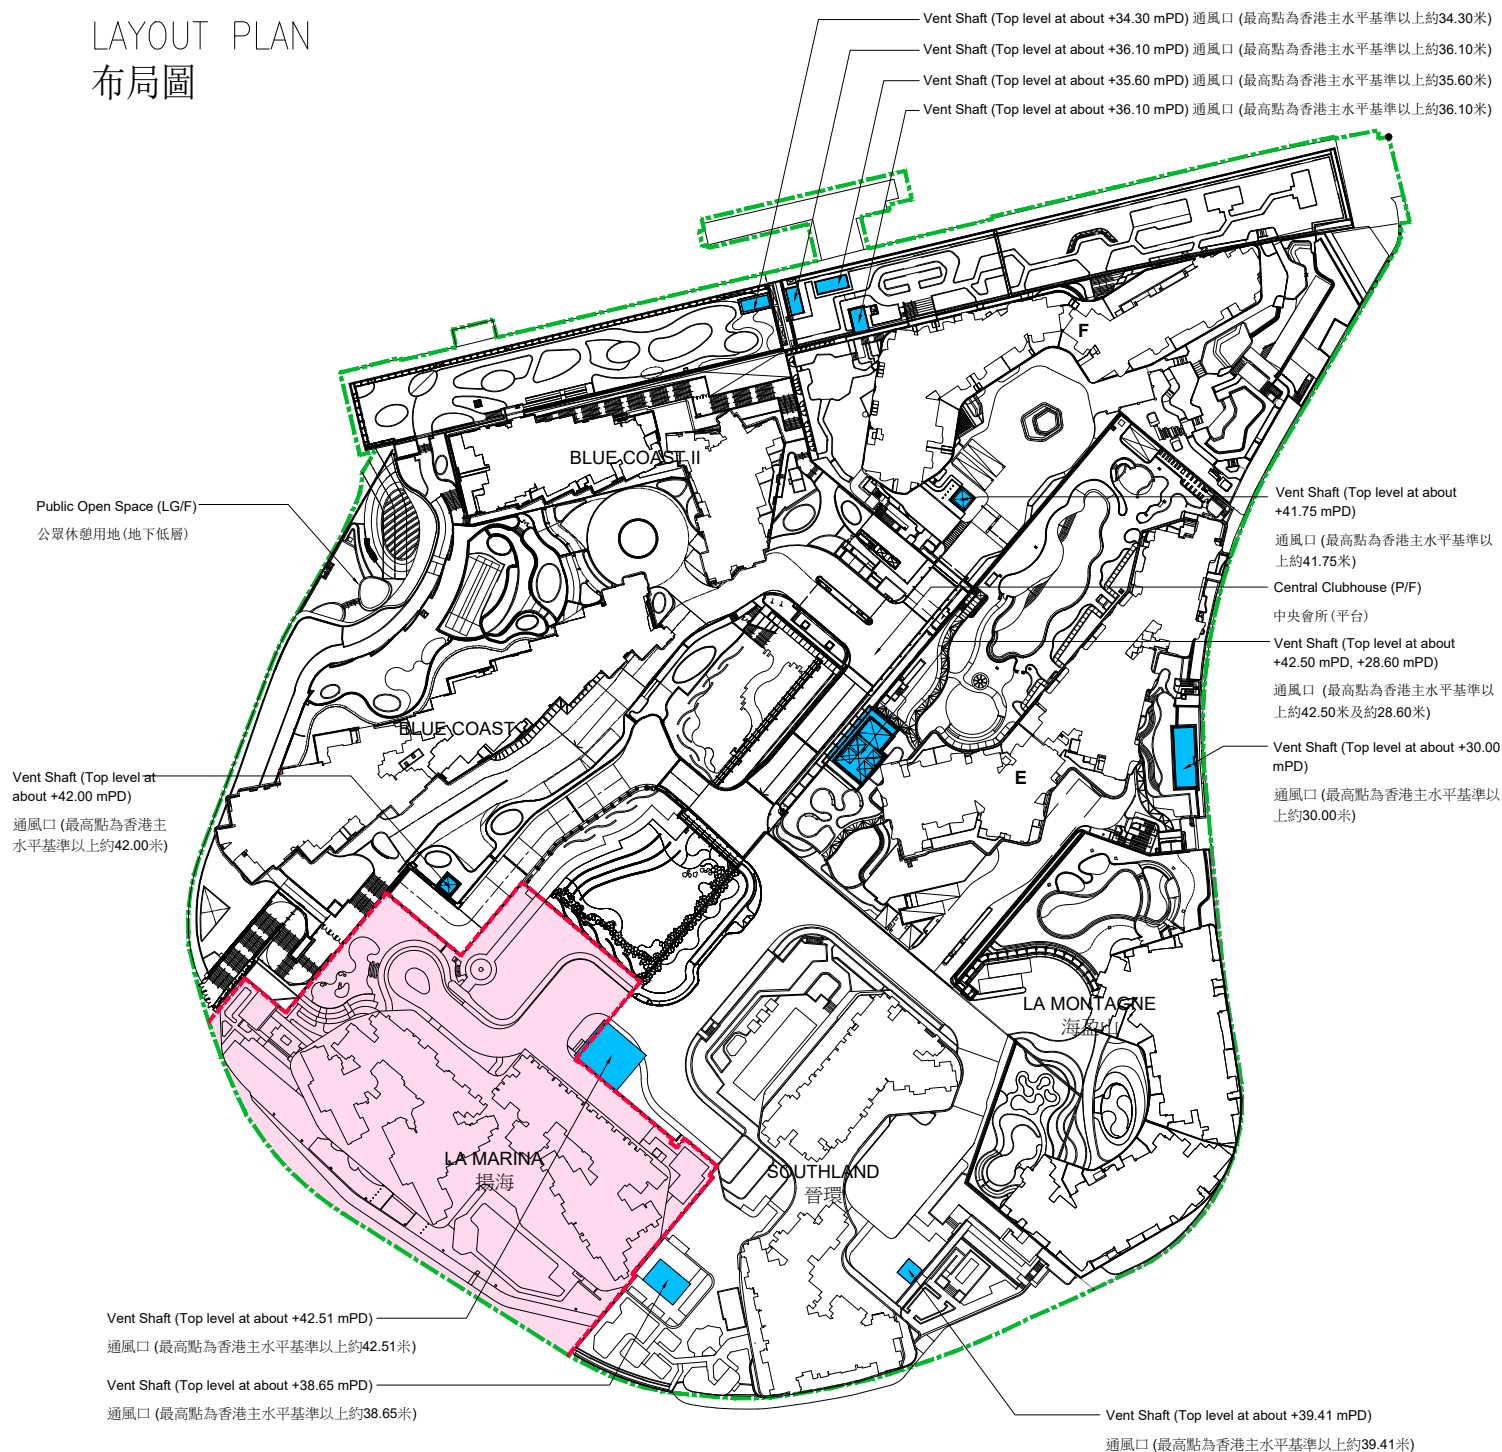 LAYOUT PLAN
布局圖
Vent Shaft (Top level at about +34.30 mPD) 通風口 (最高點為香港主水平基準以上約34.30米)
Vent Shaft (Top level at about +36.10 mPD) 通風口 (最高點為香港主水平基準以上約36.10米)
Vent Shaft (Top level at about +35.60 mPD) 通風口 (最高點為香港主水平基準以上約35.60米)
Vent Shaft (Top level at about +36.10 mPD) 通風口 (最高點為香港主水平基準以上約36.10米)
F
BLUE COAST II
Public Open Space (LG/F)
公眾休憩用地(地下低層)
Vent Shaft (Top level at about
+41.75 mPD)
通風口 (最高點為香港主水平基準以
上約41.75米)
Central Clubhouse (P/F)
中央會所(平台)
Vent Shaft (Top level at about
+42.50 mPD, +28.60 mPD)
通風口 (最高點為香港主水平基準以
上約42.50米及約28.60米)
BLUE COAST
Vent Shaft (Top level at about +30.00
mPD)
通風口 (最高點為香港主水平基準以
上約30.00米)
E
Vent Shaft (Top level at
about +42.00 mPD)
通風口 (最高點為香港主
水平基準以上約42.00米)
LA MONTAGNE
海盈山
LA MARINA
揚海
SOUTHLAND
晉環
Vent Shaft (Top level at about +42.51 mPD)
通風口 (最高點為香港主水平基準以上約42.51米)
Vent Shaft (Top level at about +38.65 mPD)
通風口 (最高點為香港主水平基準以上約38.65米)
Vent Shaft (Top level at about +39.41 mPD)
通風口 (最高點為香港主水平基準以上約39.41米)